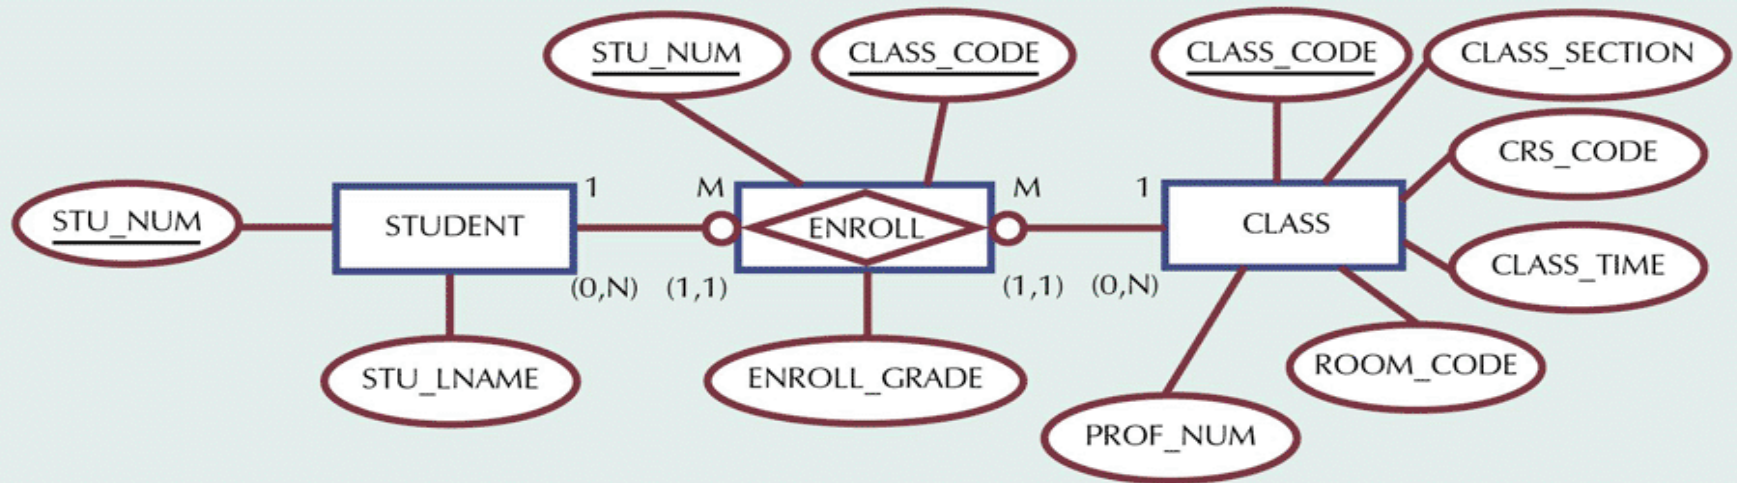 STU_NUM
CLASS_CODE
CLASS_CODE
CLASS_SECTION
CRS_CODE
STU_NUM
STUDENT
1
M
ENROLL
M
1
CLASS
CLASS_TIME
(0,N)
(1,1)
(1,1)
(0,N)
STU_LNAME
ENROLL_GRADE
ROOM_CODE
PROF_NUM